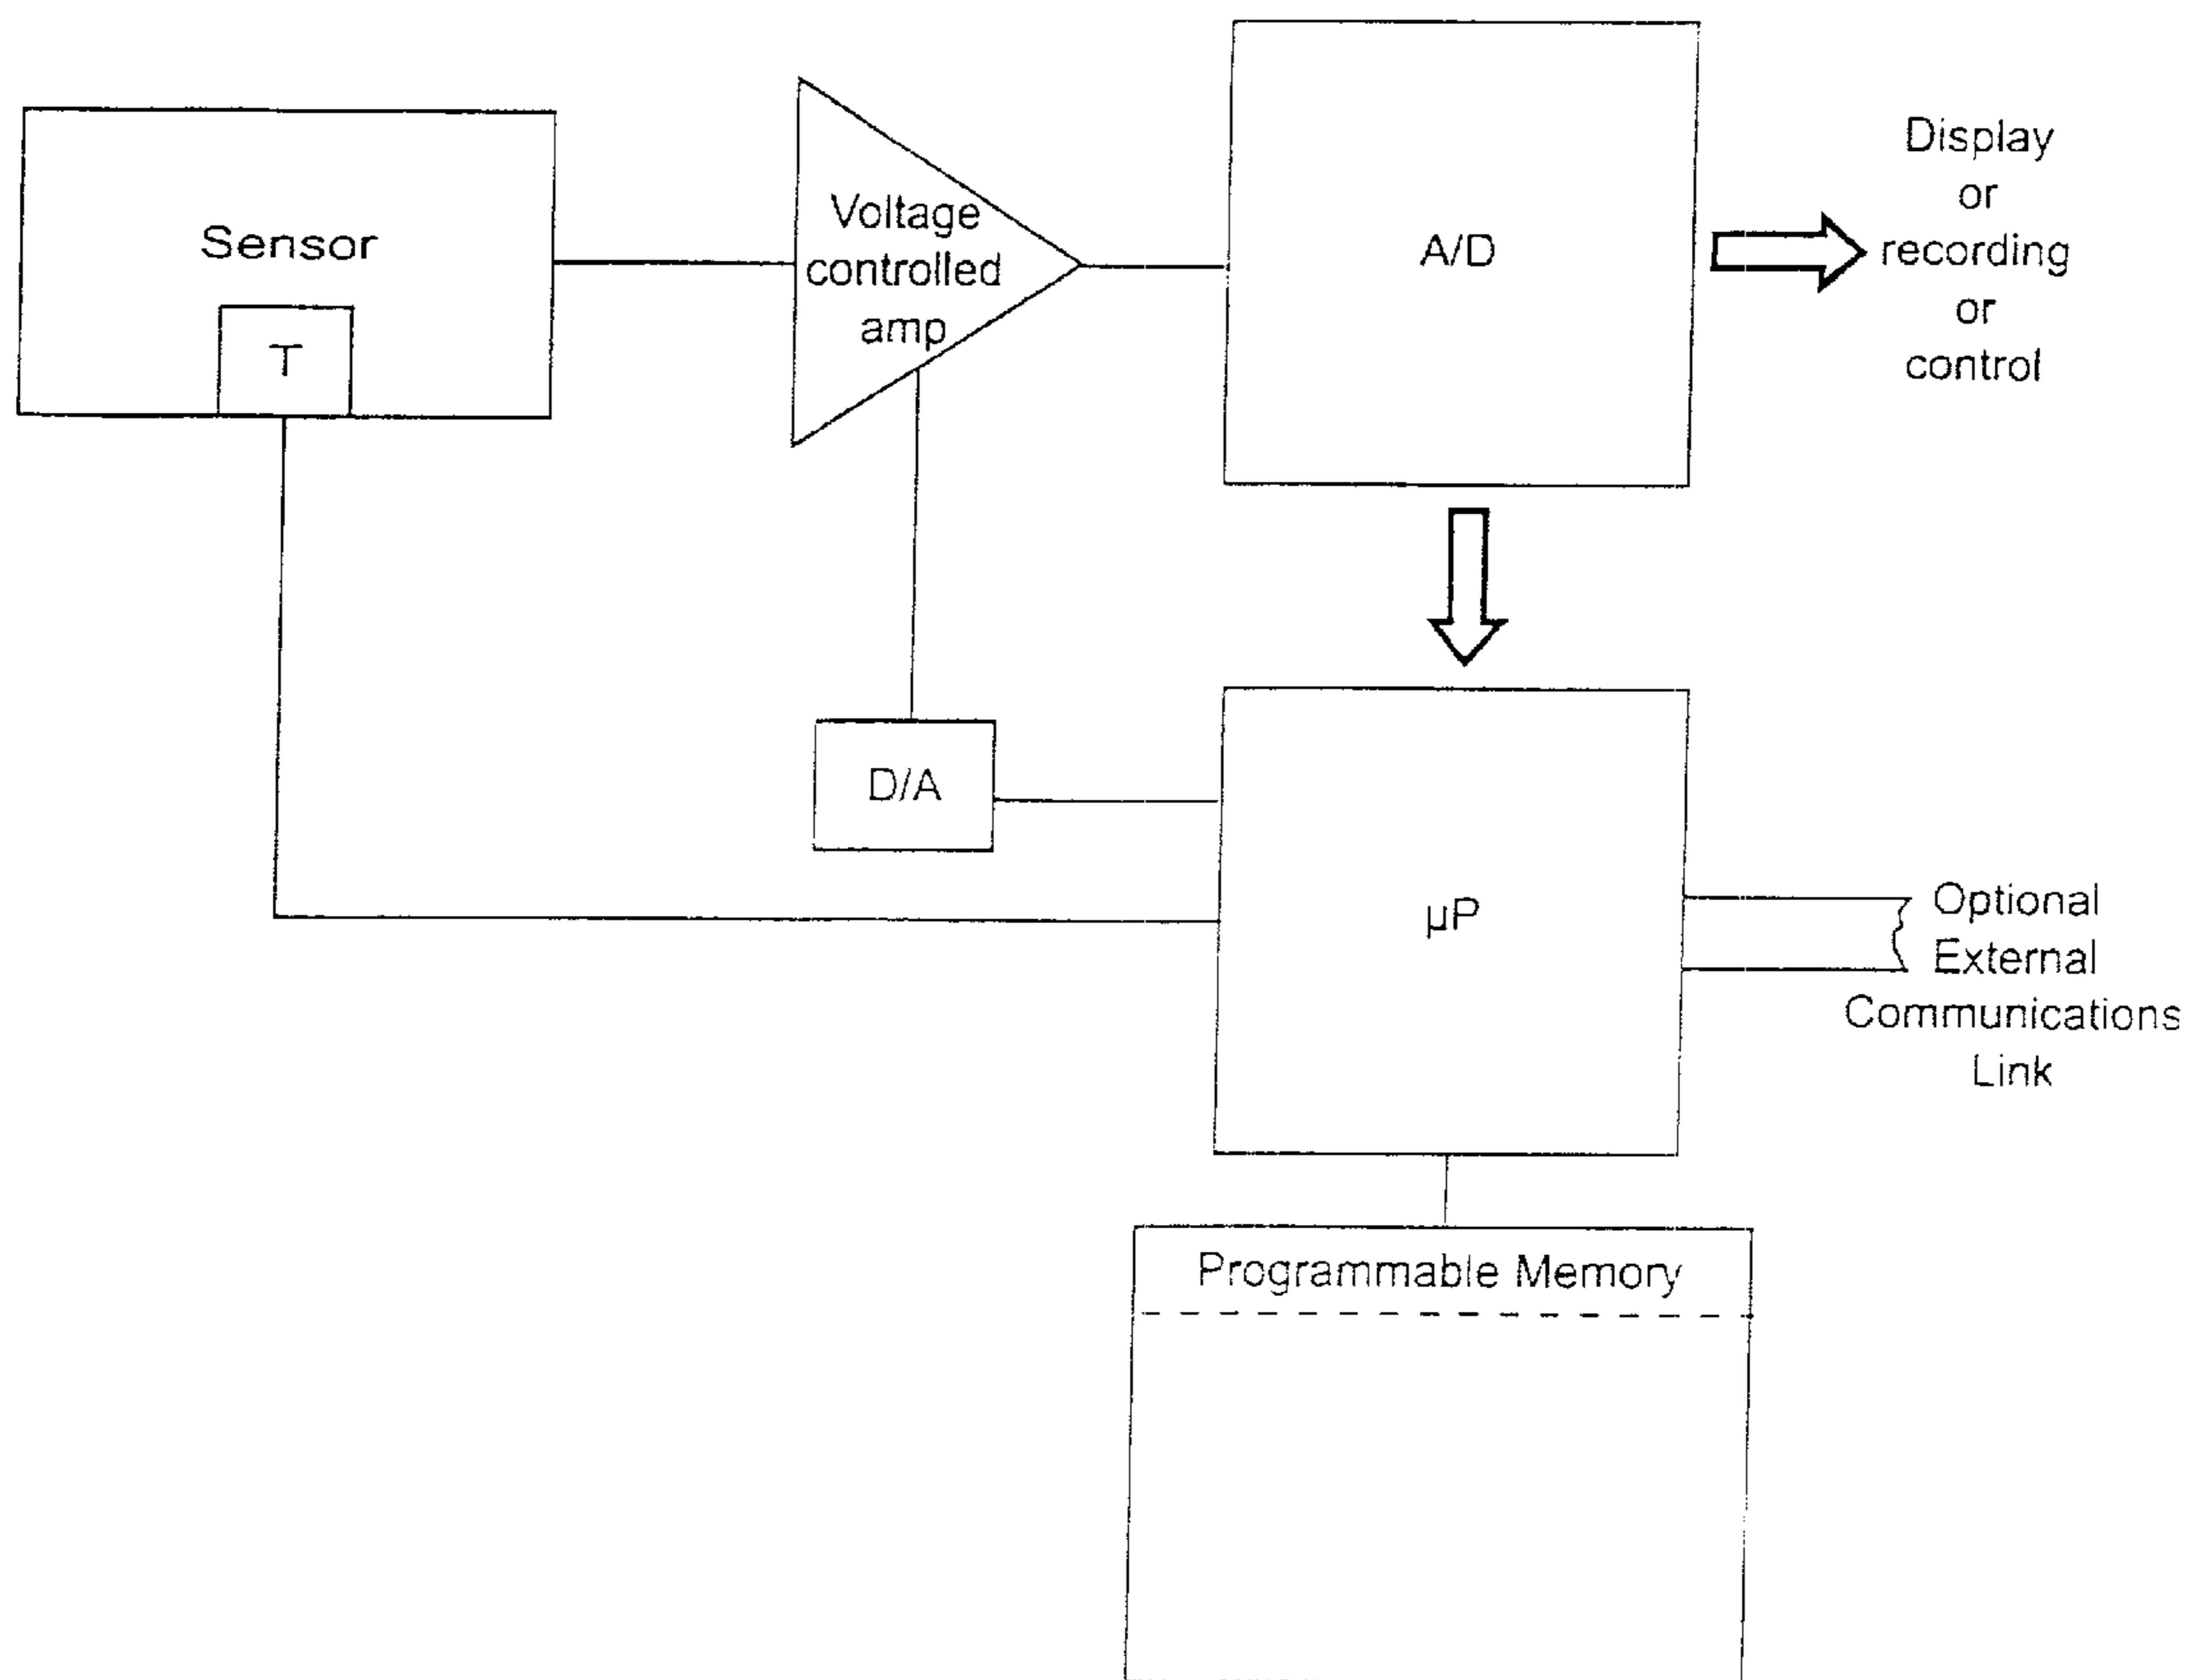 Sensor
T
Voltage
controlled
amp
A/D
Display
or
recording
or
control
D/A
µP
Optional
External
Communications
Link
Programmable Memory